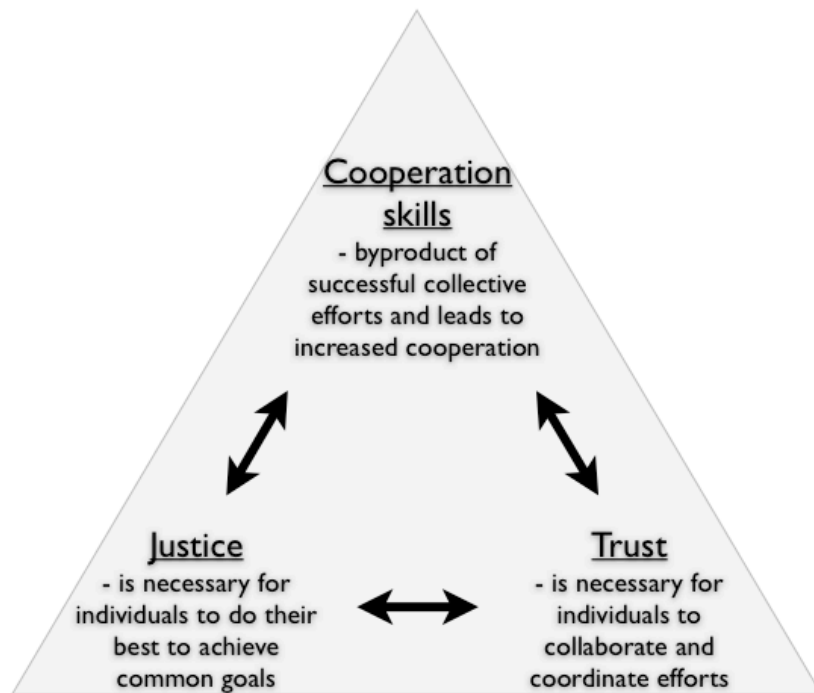 Cooperation
skills
- byproduct of
successful collective
efforts and leads to
increased cooperation
Justice
- is necessary for
individuals to do their
best to achieve
common goals
Trust
- is necessary for
individuals to
collaborate and
coordinate efforts